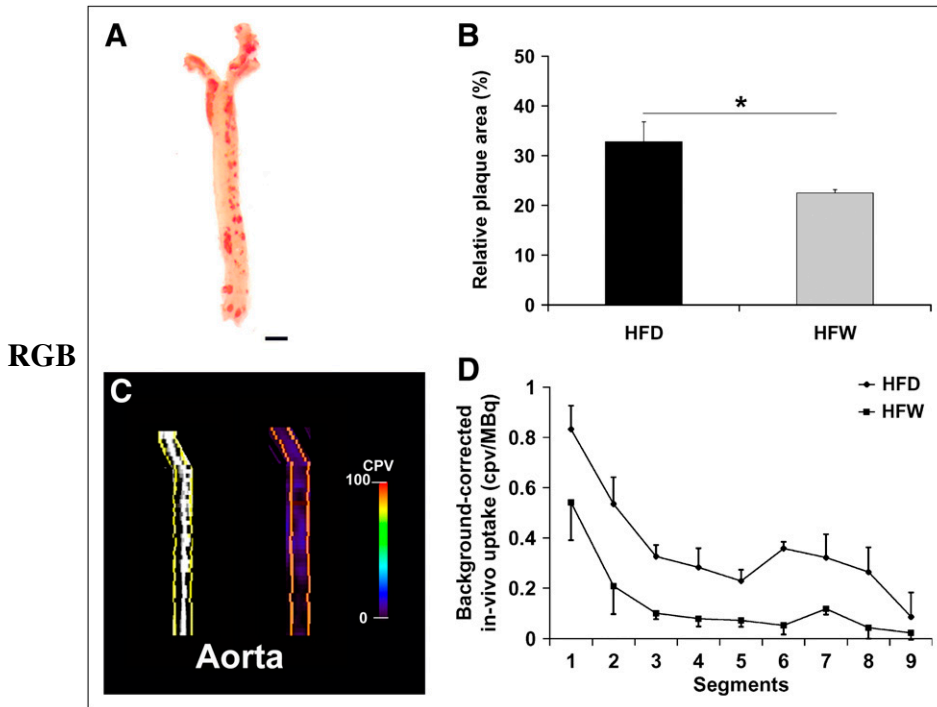 RGB
A
B
Relative plaque area (%)
50
40
30
20
10
0
*
HFD
HFW
C
CPV
100
0
Aorta
D
Background-corrected
in-vivo uptake (cpv/MBq)
1
0.8
0.6
0.4
0.2
0
HFD
HFW
1 2 3 4 5 6 7 8 9
Segments